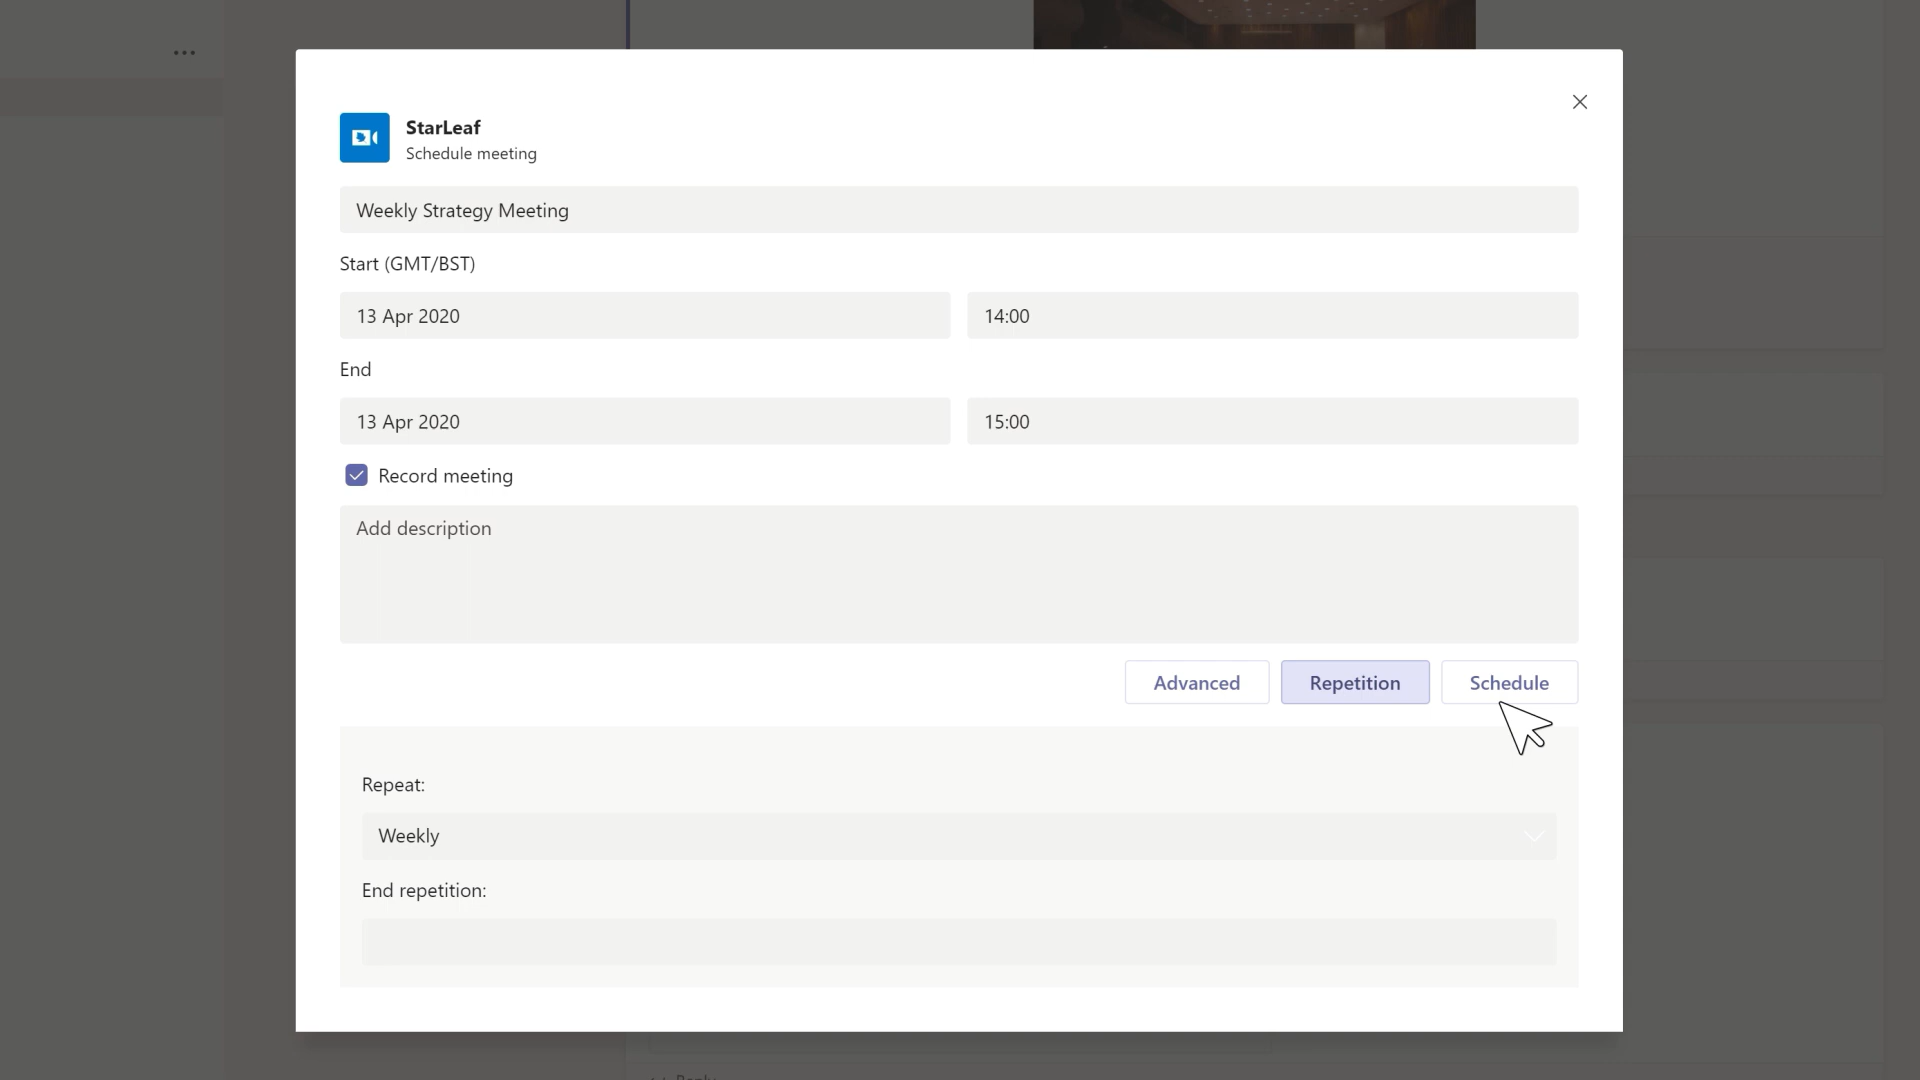 StarLeaf
Schedule meeting
Weekly Strategy Meeting
Start (GMT/BST)
13 Apr 2020 14:00
End
13 Apr 2020 15:00
Record meeting
Add description
Advanced Repetition Schedule
Repeat:
Weekly
End repetition: